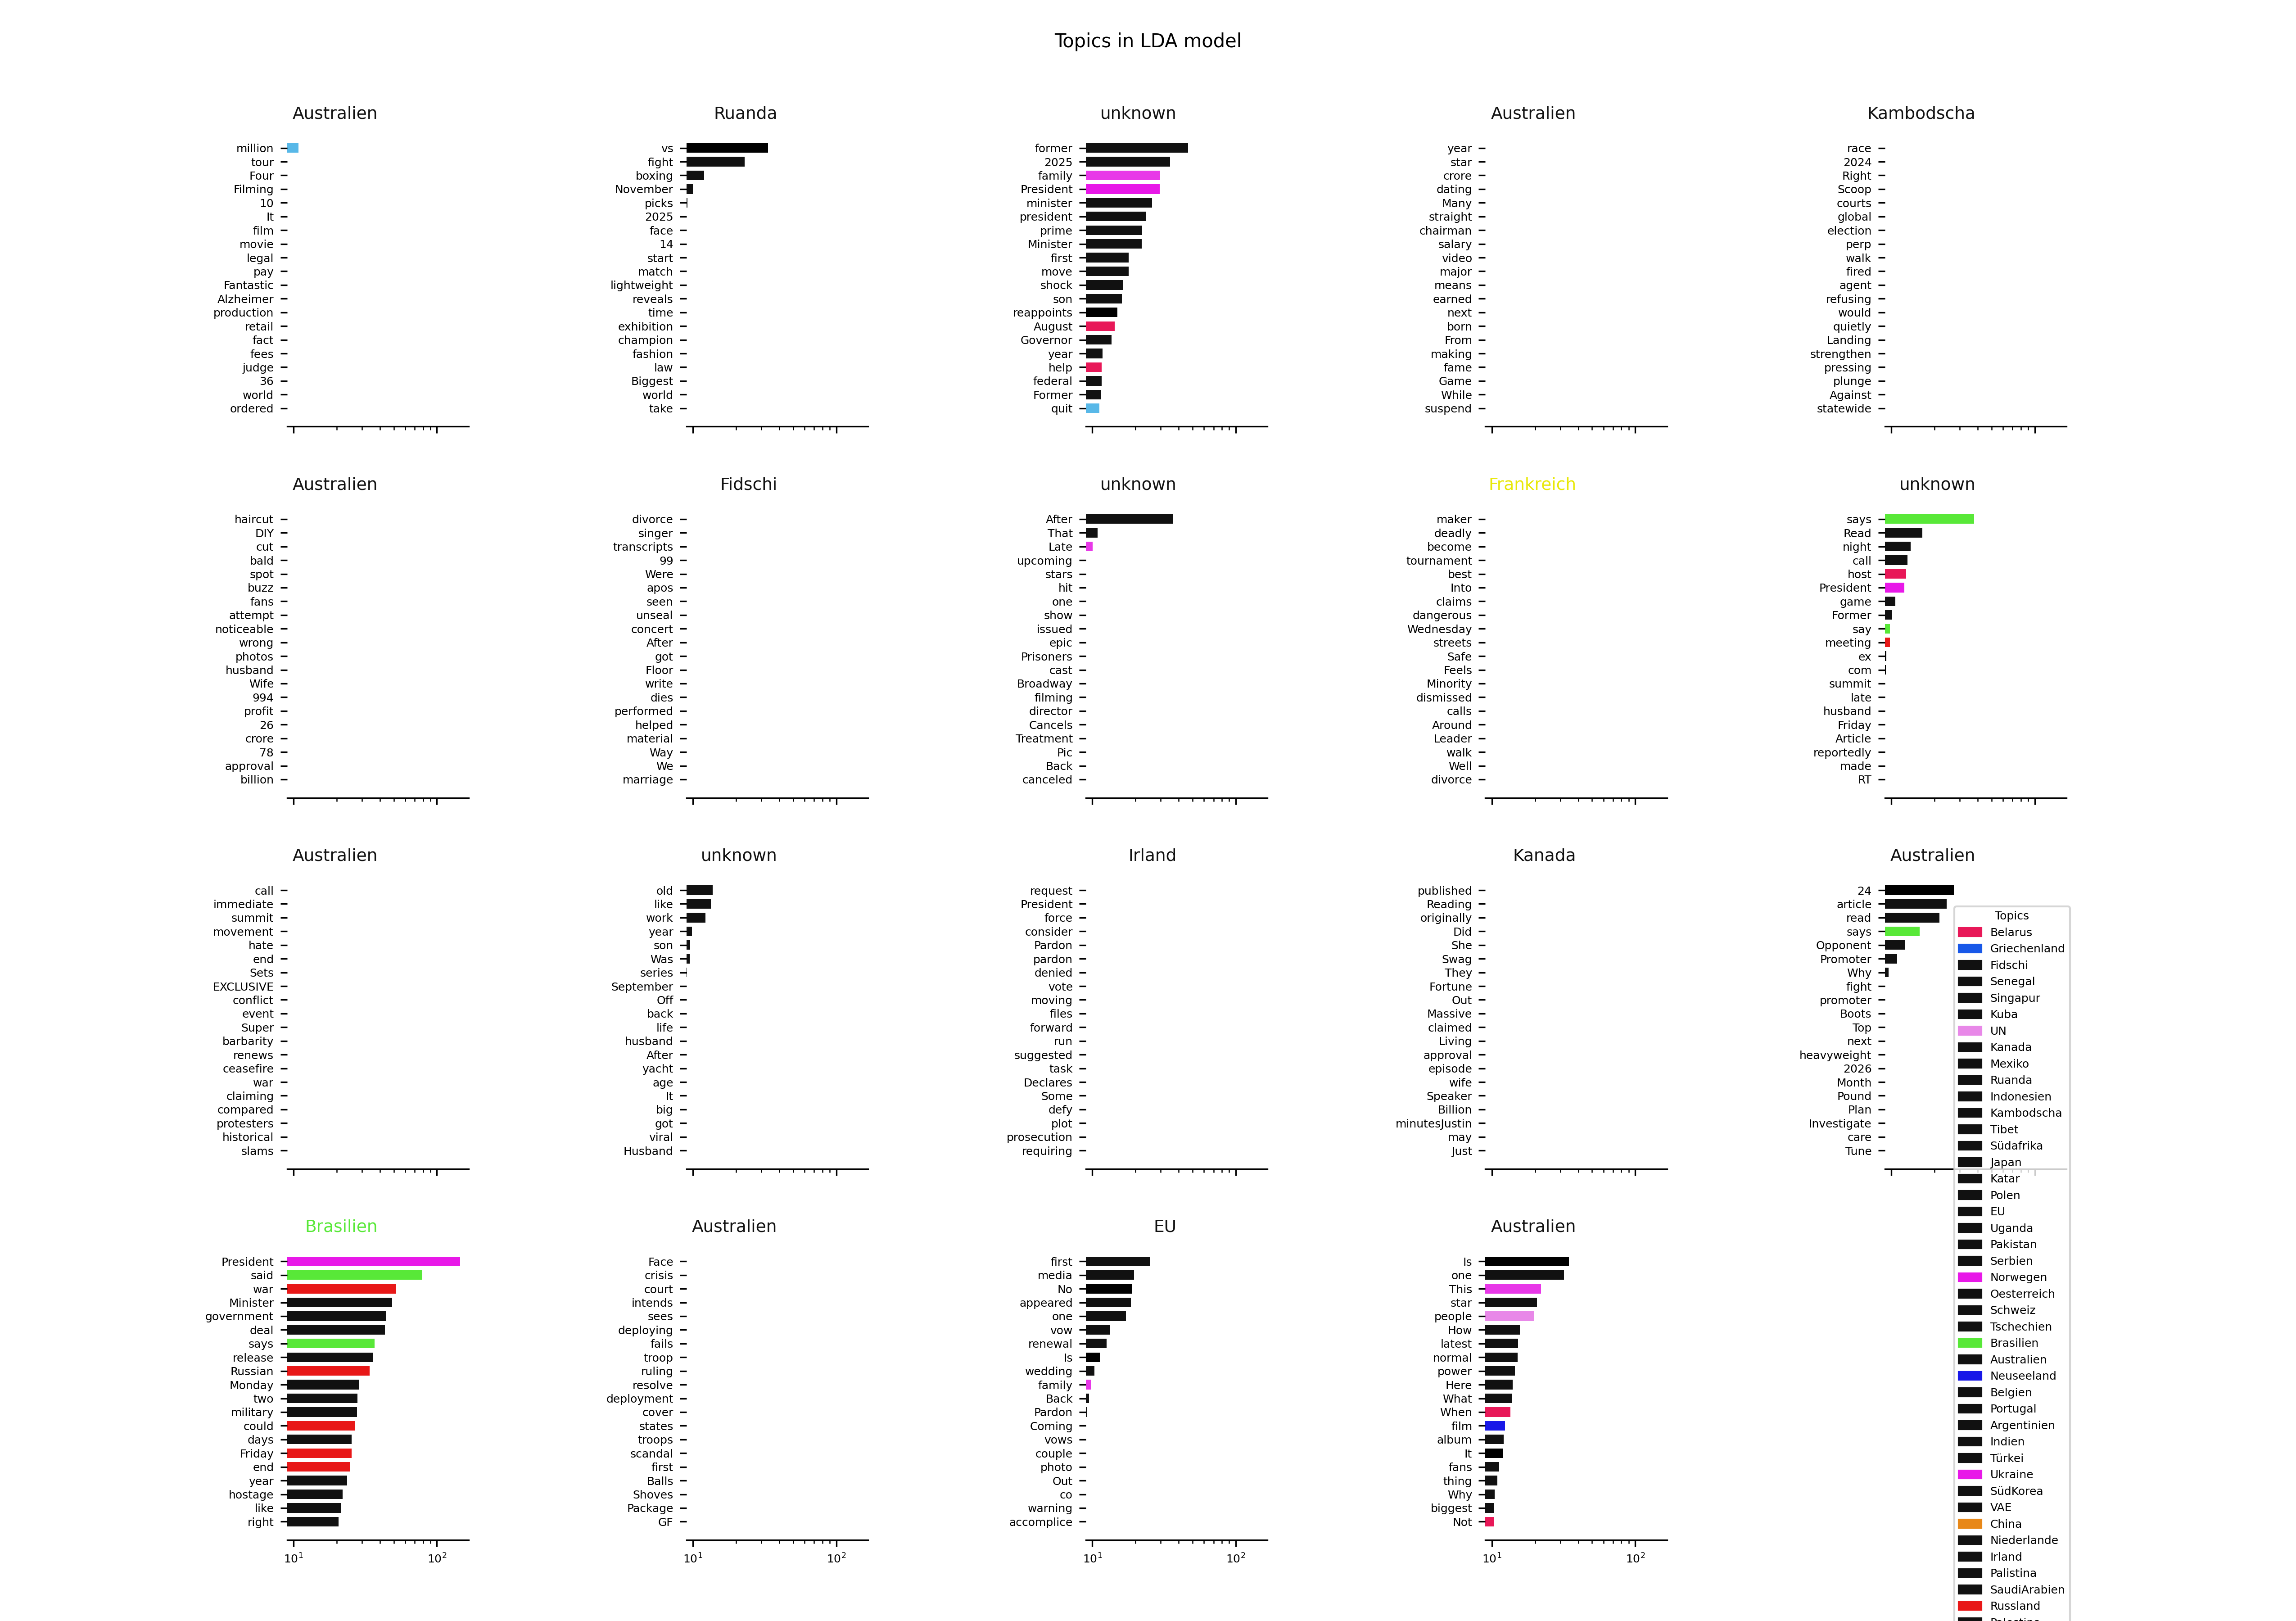 Topics in LDA model
Australien
million
tour
Four
Filming
10
It
film
movie
legal
pay
Fantastic
Alzheimer
production
retail
fact
fees
judge
36
world
ordered
Ruanda
vs
fight
boxing
November
picks
2025
face
14
start
match
lightweight
reveals
time
exhibition
champion
fashion
law
Biggest
world
take
unknown
former
2025
family
President
minister
president
prime
Minister
first
move
shock
son
reappoints
August
Governor
year
help
federal
Former
quit
Australien
year
star
crore
dating
Many
straight
chairman
salary
video
major
means
earned
next
born
From
making
fame
Game
While
suspend
Kambodscha
race
2024
Right
Scoop
courts
global
election
perp
walk
fired
agent
refusing
would
quietly
Landing
strengthen
pressing
plunge
Against
statewide
Australien
haircut
DIY
cut
bald
spot
buzz
fans
attempt
noticeable
wrong
photos
husband
Wife
994
profit
26
crore
78
approval
billion
Fidschi
divorce
singer
transcripts
99
Were
apos
seen
unseal
concert
After
got
Floor
write
dies
performed
helped
material
Way
We
marriage
unknown
After
That
Late
upcoming
stars
hit
one
show
issued
epic
Prisoners
cast
Broadway
filming
director
Cancels
Treatment
Pic
Back
canceled
Frankreich
maker
deadly
become
tournament
best
Into
claims
dangerous
Wednesday
streets
Safe
Feels
Minority
dismissed
calls
Around
Leader
walk
Well
divorce
unknown
says
Read
night
call
host
President
game
Former
say
meeting
ex
com
summit
late
husband
Friday
Article
reportedly
made
RT
Australien
call
immediate
summit
movement
hate
end
Sets
EXCLUSIVE
conflict
event
Super
barbarity
renews
ceasefire
war
claiming
compared
protesters
historical
slams
unknown
old
like
work
year
son
Was
series
September
Off
back
life
husband
After
yacht
age
It
big
got
viral
Husband
Irland
request
President
force
consider
Pardon
pardon
denied
vote
moving
files
forward
run
suggested
task
Declares
Some
defy
plot
prosecution
requiring
Kanada
published
Reading
originally
Did
She
Swag
They
Fortune
Out
Massive
claimed
Living
approval
episode
wife
Speaker
Billion
minutesJustin
may
Just
Australien
24
article
read
says
Opponent
Promoter
Why
fight
promoter
Boots
Top
next
heavyweight
2026
Month
Pound
Plan
Investigate
care
Tune
Brasilien
President
said
war
Minister
government
deal
says
release
Russian
Monday
two
military
could
days
Friday
end
year
hostage
like
right
10¹ 10²
Australien
Face
crisis
court
intends
sees
deploying
fails
troop
ruling
resolve
deployment
cover
states
troops
scandal
first
Balls
Shoves
Package
GF
10¹ 10²
EU
first
media
No
appeared
one
vow
renewal
Is
wedding
family
Back
Pardon
Coming
vows
couple
photo
Out
co
warning
accomplice
10¹ 10²
Australien
Is
one
This
star
people
How
latest
normal
power
Here
What
When
film
album
It
fans
thing
Why
biggest
Not
10¹ 10²
Topics
Belarus
Griechenland
Fidschi
Senegal
Singapur
Kuba
UN
Kanada
Mexiko
Ruanda
Indonesien
Kambodscha
Tibet
Südafrika
Japan
Katar
Polen
EU
Uganda
Pakistan
Serbien
Norwegen
Oesterreich
Schweiz
Tschechien
Brasilien
Australien
Neuseeland
Belgien
Portugal
Argentinien
Indien
Türkei
Ukraine
SüdKorea
VAE
China
Niederlande
Irland
Palistina
SaudiArabien
Russland